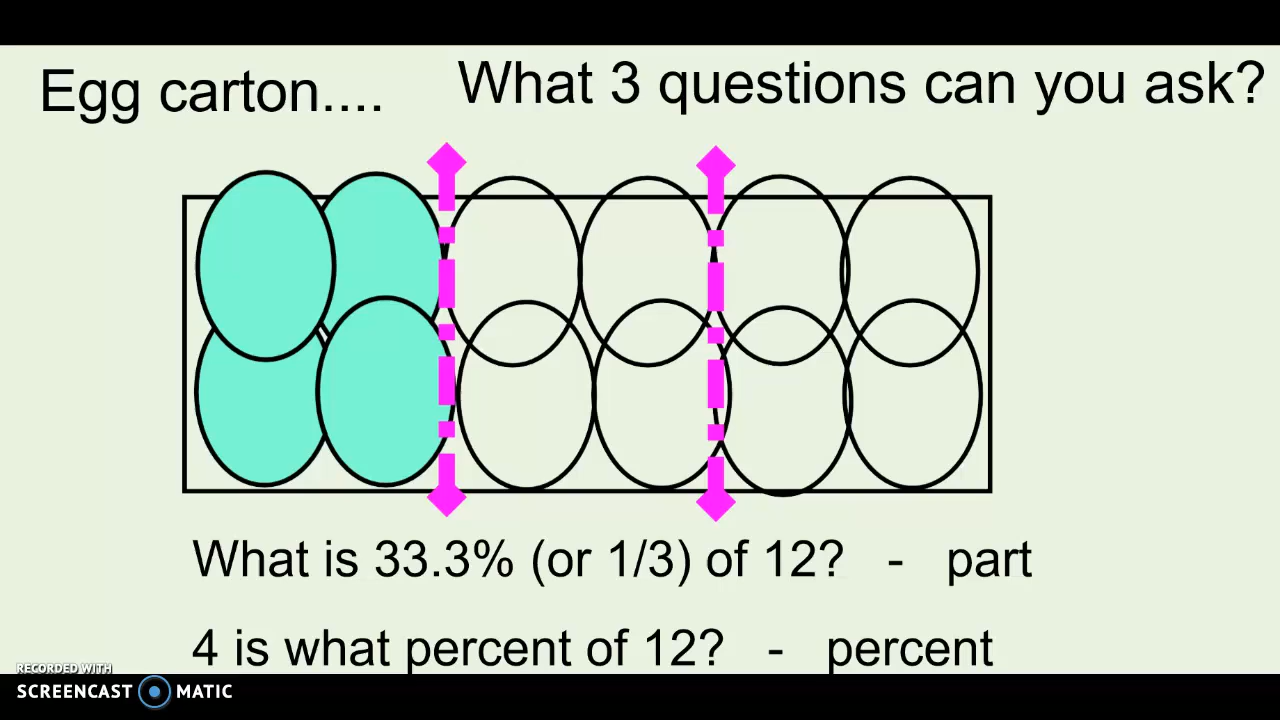 Egg carton....
What 3 questions can you ask?
What is 33.3% (or 1/3) of 12? - part
4 is what percent of 12? - percent
RECORDED WITH
SCREENCAST MATIC